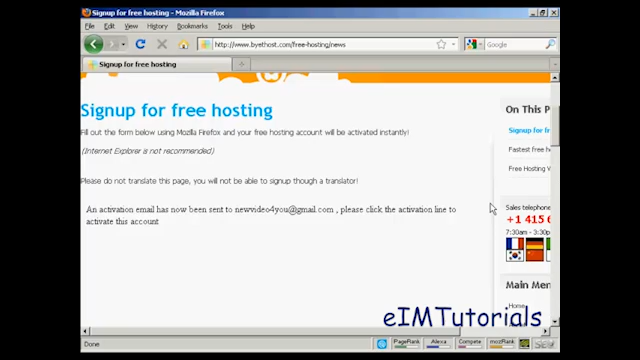 Signup for free hosting - Mozilla Firefox
File Edit View History Bookmarks Tools Help
http://www.byethost.com/free-hosting/news
Google
Signup for free hosting
Signup for free hosting
Fill out the form below using Mozilla Firefox and your free hosting account will be activated instantly!
(Internet Explorer is not recommended)
Please do not translate this page, you will not be able to signup though a translator!
An activation email has now been sent to newvideo4you@gmail.com , please click the activation line to
activate this account
On This P
Signup for fr
Fastest free h
Free Hosting V
Sales telephone
+1 415 6
7:30am - 3:30p
Main Men
Home
eIMTutorials
Done
PageRank
Alexa
Compete
mozRank